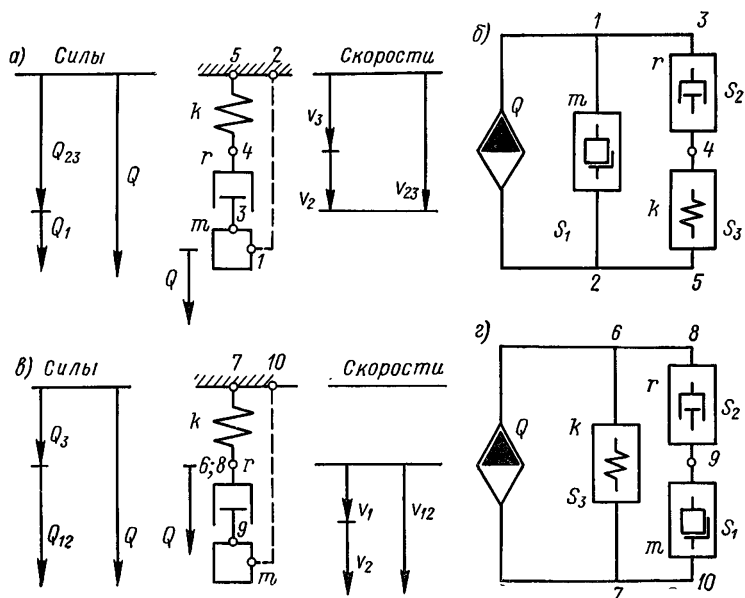 а) Силы
5 2
Скорости
k
r 4
3
m
1
Q
Q₂₃
Q
Q₁
v₃
v₂
v₂₃
б)
1 3
r S₂
Q
m
4
k
S₁ S₃
2 5
в) Силы
7 10
Скорости
k
6;8 r
9
m
Q
Q₃
Q₁₂
Q
v₁
v₁₂
v₂
г)
6 8
r S₂
Q
k
9
S₃
S₁
m
7 10